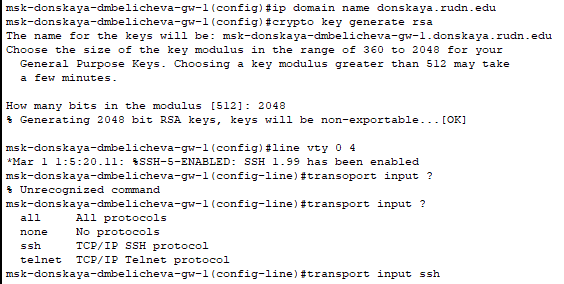 msk-donskaya-dmbelicheva-gw-1(config)#ip domain name donskaya.rudn.edu
msk-donskaya-dmbelicheva-gw-1(config)#crypto key generate rsa
The name for the keys will be: msk-donskaya-dmbelicheva-gw-1.donskaya.rudn.edu
Choose the size of the key modulus in the range of 360 to 2048 for your
  General Purpose Keys. Choosing a key modulus greater than 512 may take
  a few minutes.

How many bits in the modulus [512]: 2048
% Generating 2048 bit RSA keys, keys will be non-exportable...[OK]

msk-donskaya-dmbelicheva-gw-1(config)#line vty 0 4
*Mar 1 1:5:20.11: %SSH-5-ENABLED: SSH 1.99 has been enabled
msk-donskaya-dmbelicheva-gw-1(config-line)#transoport input ?
% Unrecognized command
msk-donskaya-dmbelicheva-gw-1(config-line)#transport input ?
  all     All protocols
  none    No protocols
  ssh     TCP/IP SSH protocol
  telnet  TCP/IP Telnet protocol
msk-donskaya-dmbelicheva-gw-1(config-line)#transport input ssh